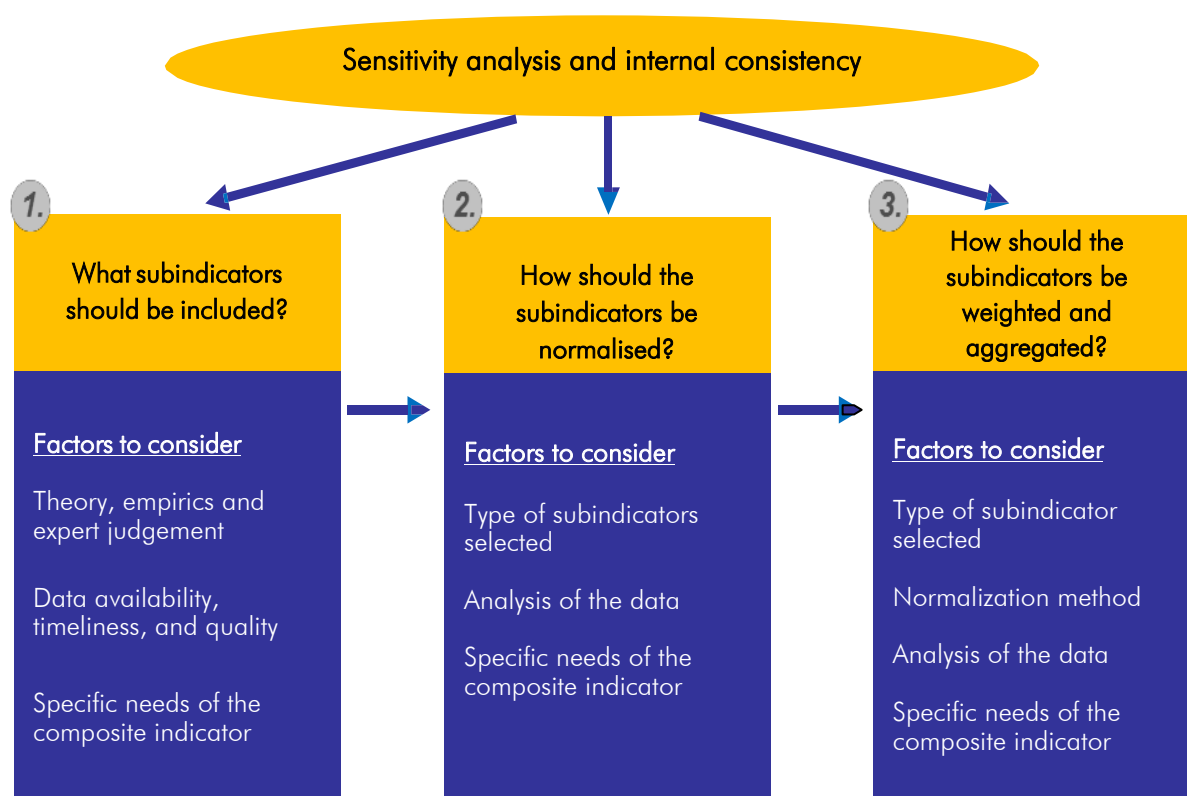 Sensitivity analysis and internal consistency
1.
What subindicators
should be included?
Factors to consider
Theory, empirics and
expert judgement
Data availability,
timeliness, and quality
Specific needs of the
composite indicator
2.
How should the
subindicators be
normalised?
Factors to consider
Type of subindicators
selected
Analysis of the data
Specific needs of the
composite indicator
3.
How should the
subindicators be
weighted and
aggregated?
Factors to consider
Type of subindicator
selected
Normalization method
Analysis of the data
Specific needs of the
composite indicator